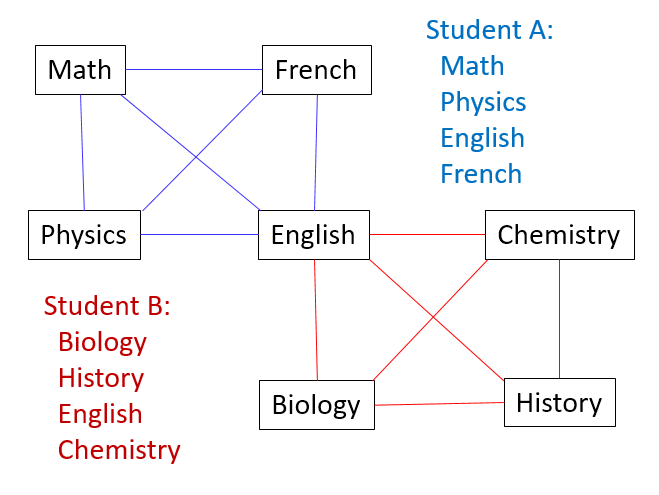 Student A:
Math
Physics
English
French
Math
French
Physics
English
Chemistry
Student B:
Biology
History
English
Chemistry
Biology
History